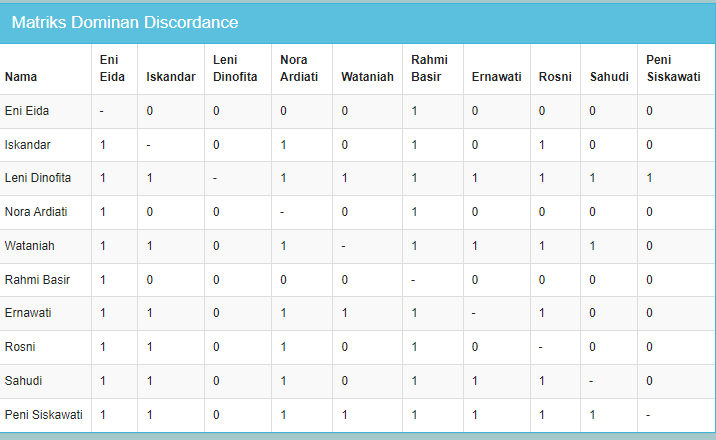 Matriks Dominan Discordance
Nama Eni Eida Iskandar Leni Dinofita Nora Ardiati Wataniah Rahmi Basir Ernawati Rosni Sahudi Peni Siskawati
Eni Eida - 0 0 0 0 1 0 0 0 0
Iskandar 1 - 0 1 0 1 0 1 0 0
Leni Dinofita 1 1 - 1 1 1 1 1 1 1
Nora Ardiati 1 0 0 - 0 1 0 0 0 0
Wataniah 1 1 0 1 - 1 1 1 1 0
Rahmi Basir 1 0 0 0 0 - 0 0 0 0
Ernawati 1 1 0 1 1 1 - 1 0 0
Rosni 1 1 0 1 0 1 0 - 0 0
Sahudi 1 1 0 1 0 1 1 1 - 0
Peni Siskawati 1 1 0 1 1 1 1 1 1 -